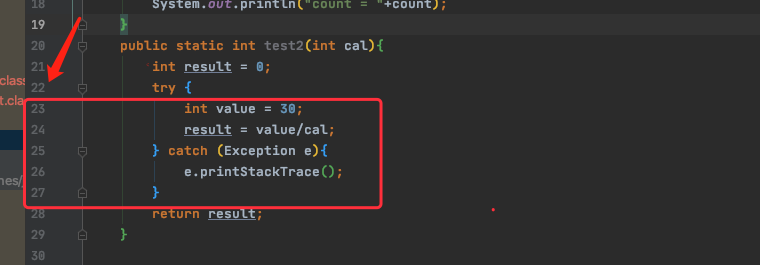 18 System.out.println("count = "+count);
19 }
20 public static int test2(int cal){
21 int result = 0;
class
22 try {
t.cla
23 int value = 30;
24 result = value/cal;
25 } catch (Exception e){
26 e.printStackTrace();
nes/j
27 }
28 return result;
29 }
30